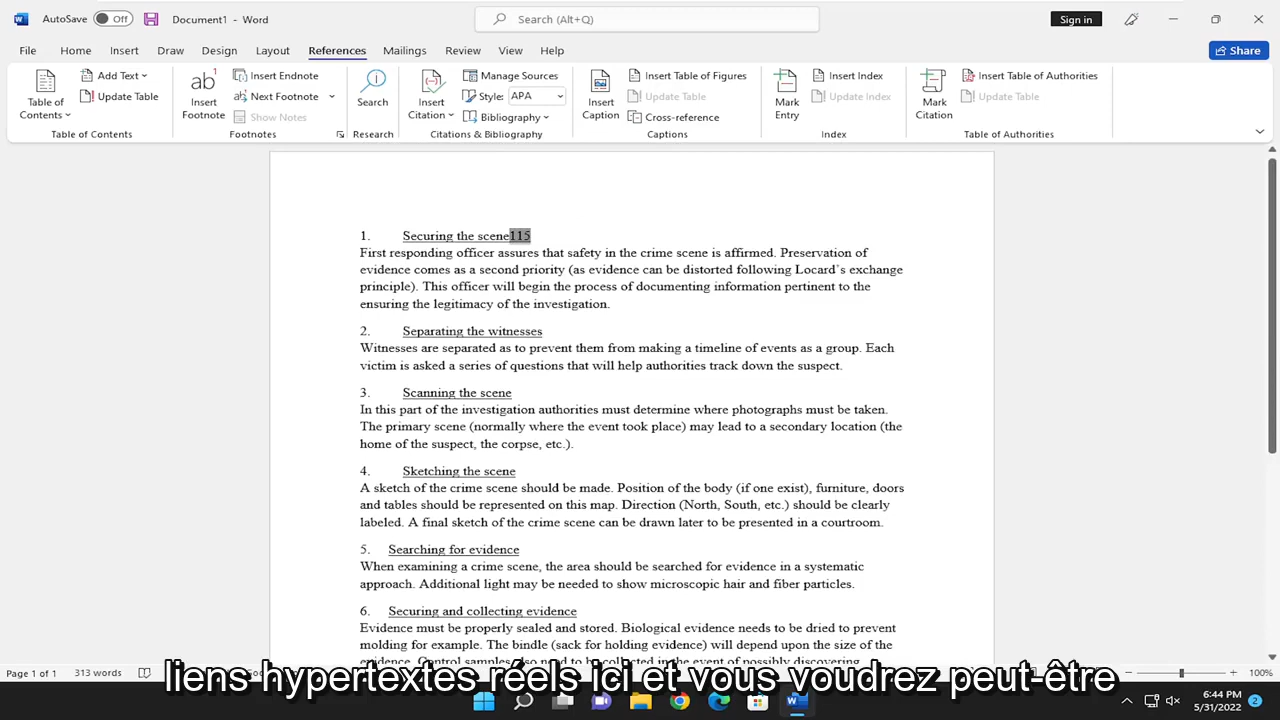 AutoSave Off Document1 - Word Search (Alt+Q) Sign in
File Home Insert Draw Design Layout References Mailings Review View Help Share
Table of Contents
Add Text
Update Table
Table of Contents
ab
Insert Footnote
Insert Endnote
Next Footnote
Show Notes
Footnotes
Search
Research
Insert Citation
Manage Sources
Style: APA
Bibliography
Citations & Bibliography
Insert Caption
Insert Table of Figures
Update Table
Cross-reference
Captions
Mark Entry
Insert Index
Update Index
Index
Mark Citation
Insert Table of Authorities
Update Table
Table of Authorities
1. Securing the scene115
First responding officer assures that safety in the crime scene is affirmed. Preservation of
evidence comes as a second priority (as evidence can be distorted following Locard's exchange
principle). This officer will begin the process of documenting information pertinent to the
ensuring the legitimacy of the investigation.
2. Separating the witnesses
Witnesses are separated as to prevent them from making a timeline of events as a group. Each
victim is asked a series of questions that will help authorities track down the suspect.
3. Scanning the scene
In this part of the investigation authorities must determine where photographs must be taken.
The primary scene (normally where the event took place) may lead to a secondary location (the
home of the suspect, the corpse, etc.).
4. Sketching the scene
A sketch of the crime scene should be made. Position of the body (if one exist), furniture, doors
and tables should be represented on this map. Direction (North, South, etc.) should be clearly
labeled. A final sketch of the crime scene can be drawn later to be presented in a courtroom.
5. Searching for evidence
When examining a crime scene, the area should be searched for evidence in a systematic
approach. Additional light may be needed to show microscopic hair and fiber particles.
6. Securing and collecting evidence
Evidence must be properly sealed and stored. Biological evidence needs to be dried to prevent
molding for example. The bindle (sack for holding evidence) will depend upon the size of the
evidence. Control samples also need to be collected in the event of possibly discovering
Page 1 of 1 313 words Focus 100%
liens hypertextes réels ici et vous voudrez peut-être
6:44 PM
5/31/2022
2